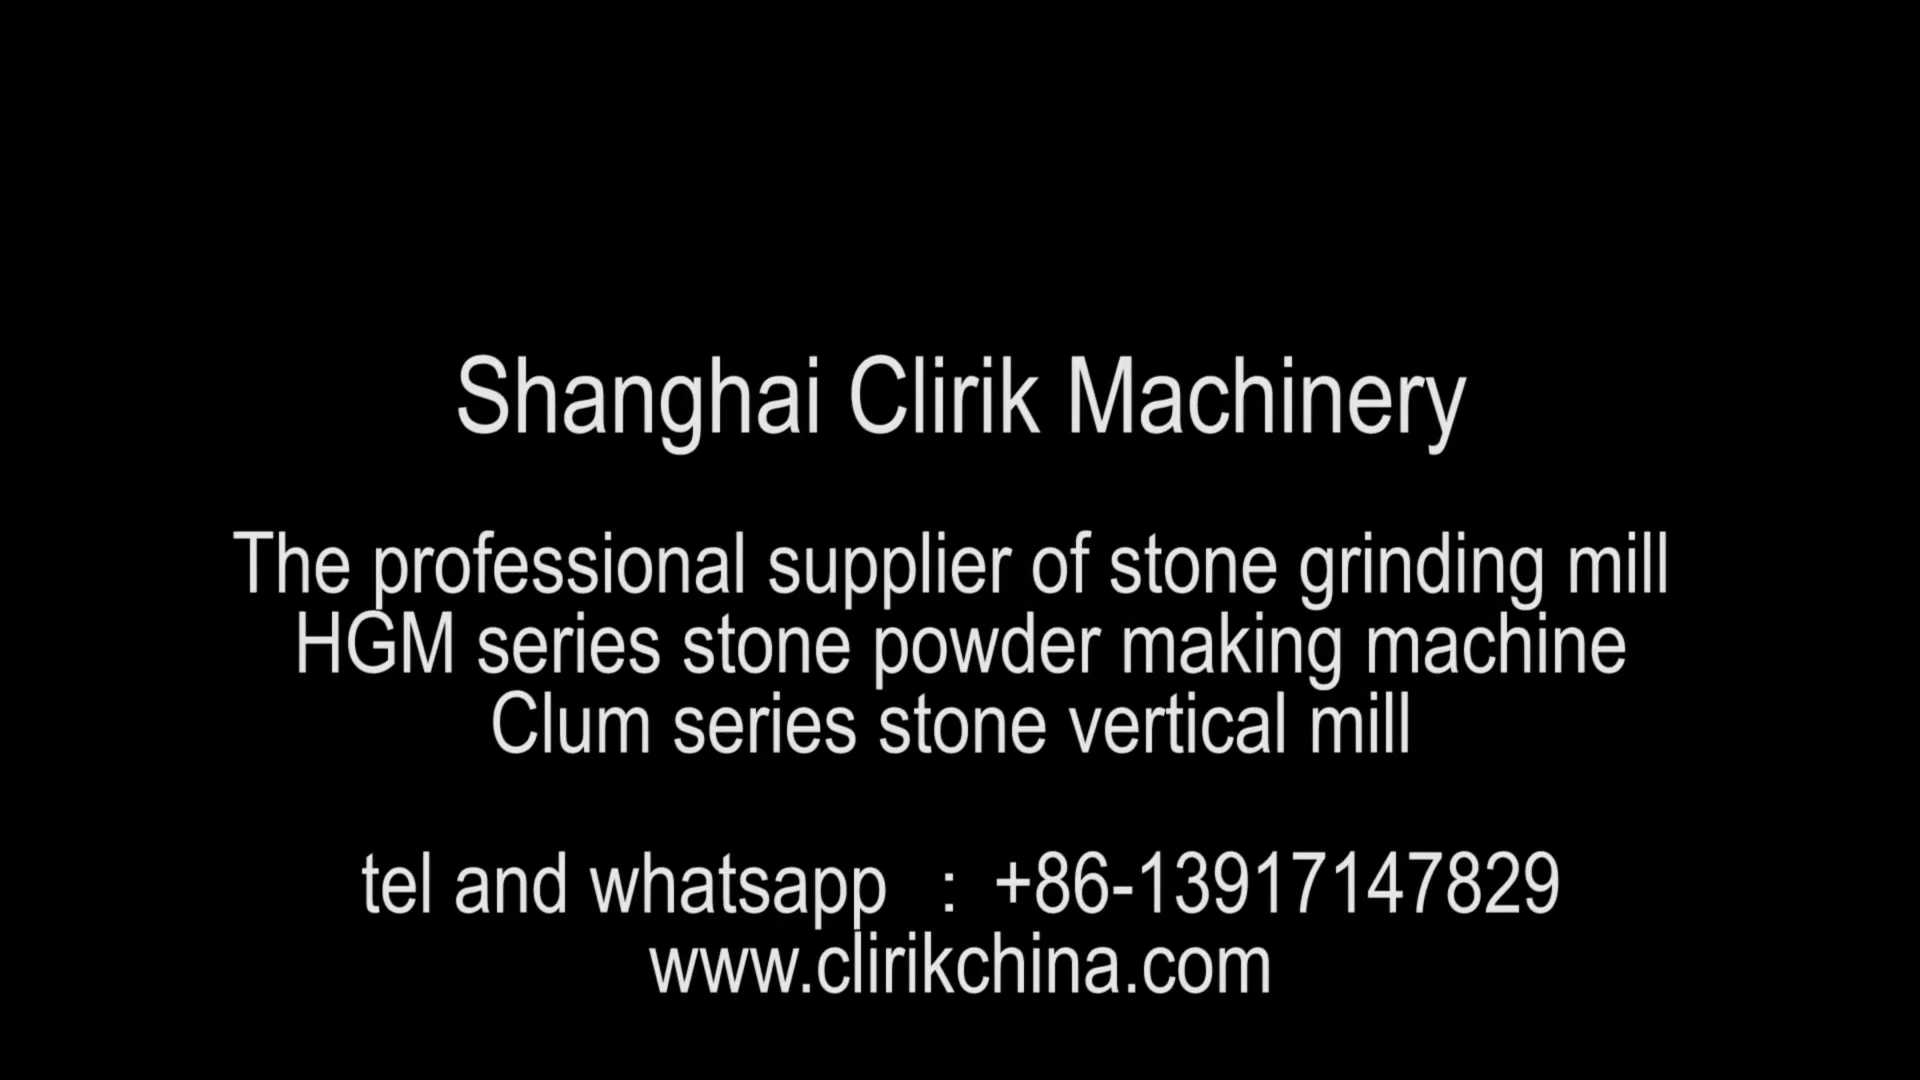 Shanghai Clirik Machinery
The professional supplier of stone grinding mill
HGM series stone powder making machine
Clum series stone vertical mill
tel and whatsapp : +86-13917147829
www.clirikchina.com